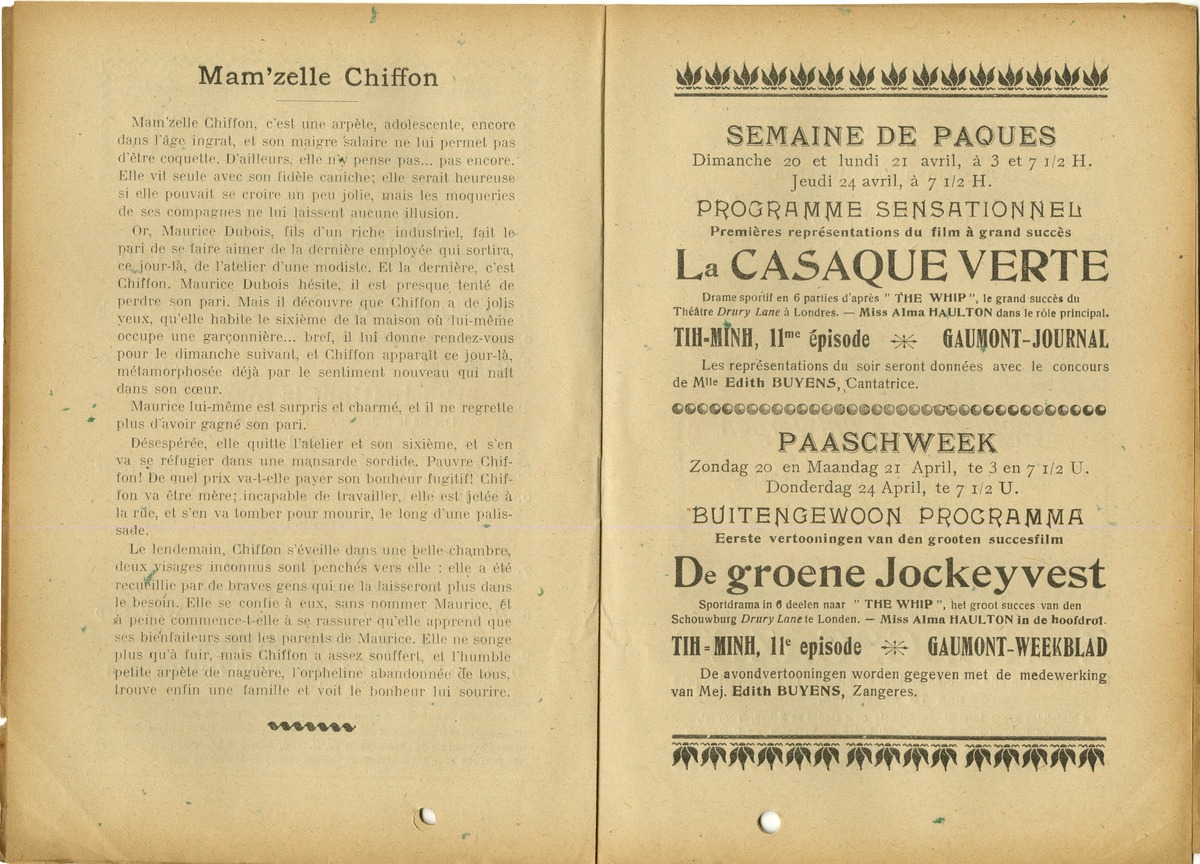 Mam'zelle Chiffon
Mam'zelle Chiffon, c'est une arpète, adolescente, encore
dans l'âge ingrat, et son maigre salaire ne lui permet pas
d'être coquette. D'ailleurs, elle n'y pense pas... pas encore.
Elle vit seule avec son fidèle caniche; elle serait heureuse
si elle pouvait se croire un peu jolie, mais les moqueries
de ses compagnes ne lui laissent aucune illusion.
Or, Maurice Dubois, fils d'un riche industriel, fait le
pari de se faire aimer de la dernière employée qui sortira,
ce jour-là, de l'atelier d'une modiste. Et la dernière, c'est
Chiffon. Maurice Dubois hésite, il est presque tenté de
perdre son pari. Mais il découvre que Chiffon a de jolis
yeux, qu'elle habite le sixième de la maison où lui-même
occupe une garçonnière... bref, il lui donne rendez-vous
pour le dimanche suivant, et Chiffon apparaît ce jour-là,
métamorphosée déjà par le sentiment nouveau qui naît
dans son cœur.
Maurice lui-même est surpris et charmé, et il ne regrette
plus d'avoir gagné son pari.
Désespérée, elle quitte l'atelier et son sixième, et s'en
va se réfugier dans une mansarde sordide. Pauvre Chif-
fon! De quel prix va-t-elle payer son bonheur fugitif! Chif-
fon va être mère; incapable de travailler, elle est jetée à
la rue, et s'en va tomber pour mourir, le long d'une palis-
sade.
Le lendemain, Chiffon s'éveille dans une belle chambre,
deux visages inconnus sont penchés vers elle : elle a été
recueillie par de braves gens qui ne la laisseront plus dans
le besoin. Elle se confie à eux, sans nommer Maurice, et
à peine commence-t-elle à se rassurer qu'elle apprend que
ses bienfaiteurs sont les parents de Maurice. Elle ne songe
plus qu'à fuir, mais Chiffon a assez souffert, et l'humble
petite arpète de naguère, l'orpheline abandonnée de tous,
trouve enfin une famille et voit le bonheur lui sourire.
SEMAINE DE PAQUES
Dimanche 20 et lundi 21 avril, à 3 et 7 1/2 H.
Jeudi 24 avril, à 7 1/2 H.
PROGRAMME SENSATIONNEL
Premières représentations du film à grand succès
La CASAQUE VERTE
Drame sportif en 6 parties d'après " THE WHIP ", le grand succès du
Théâtre Drury Lane à Londres. — Miss Alma HAULTON dans le rôle principal.
TIH-MINH, 11me épisode GAUMONT-JOURNAL
Les représentations du soir seront données avec le concours
de Mlle Edith BUYENS, Cantatrice.
PAASCHWEEK
Zondag 20 en Maandag 21 April, te 3 en 7 1/2 U.
Donderdag 24 April, te 7 1/2 U.
BUITENGEWOON PROGRAMMA
Eerste vertooningen van den grooten succesfilm
De groene Jockeyvest
Sportdrama in 6 deelen naar " THE WHIP ", het groot succes van den
Schouwburg Drury Lane te Londen. — Miss Alma HAULTON in de hoofdrol.
TIH-MINH, 11e episode GAUMONT-WEEKBLAD
De avondvertooningen worden gegeven met de medewerking
van Mej. Edith BUYENS, Zangeres.